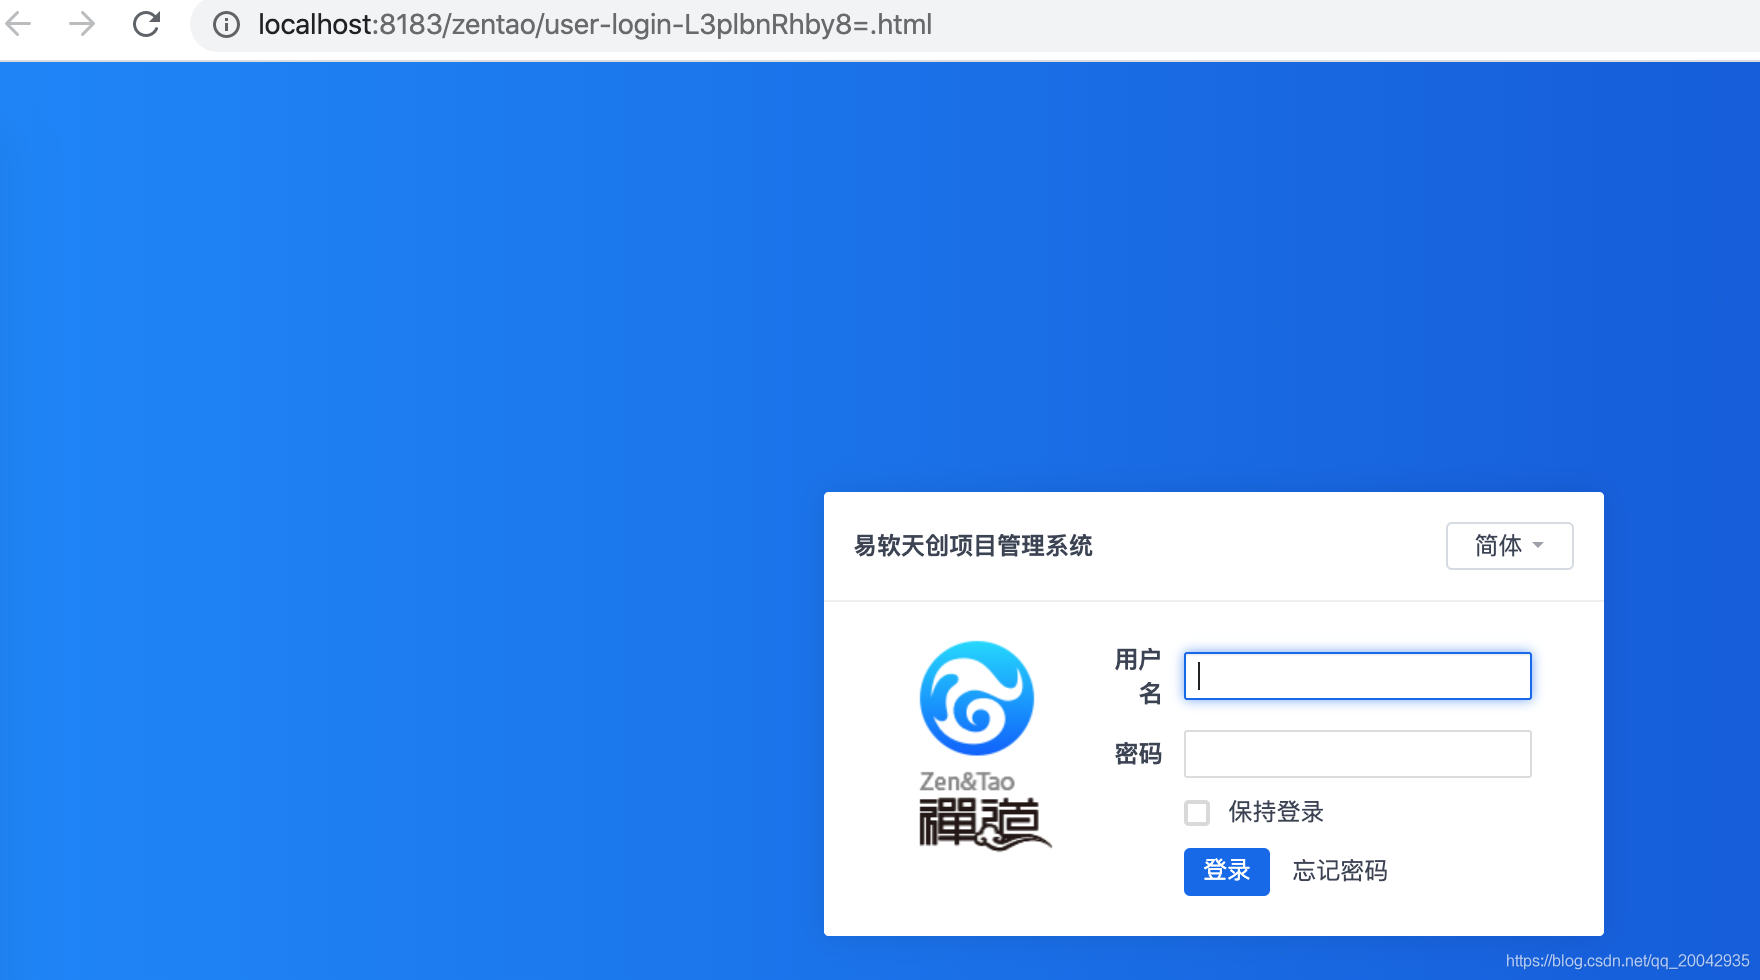 localhost:8183/zentao/user-login-L3plbnRhby8=.html
易软天创项目管理系统
简体
用户
名
密码
Zen&Tao
禪道
保持登录
登录 忘记密码
https://blog.csdn.net/qq_20042935